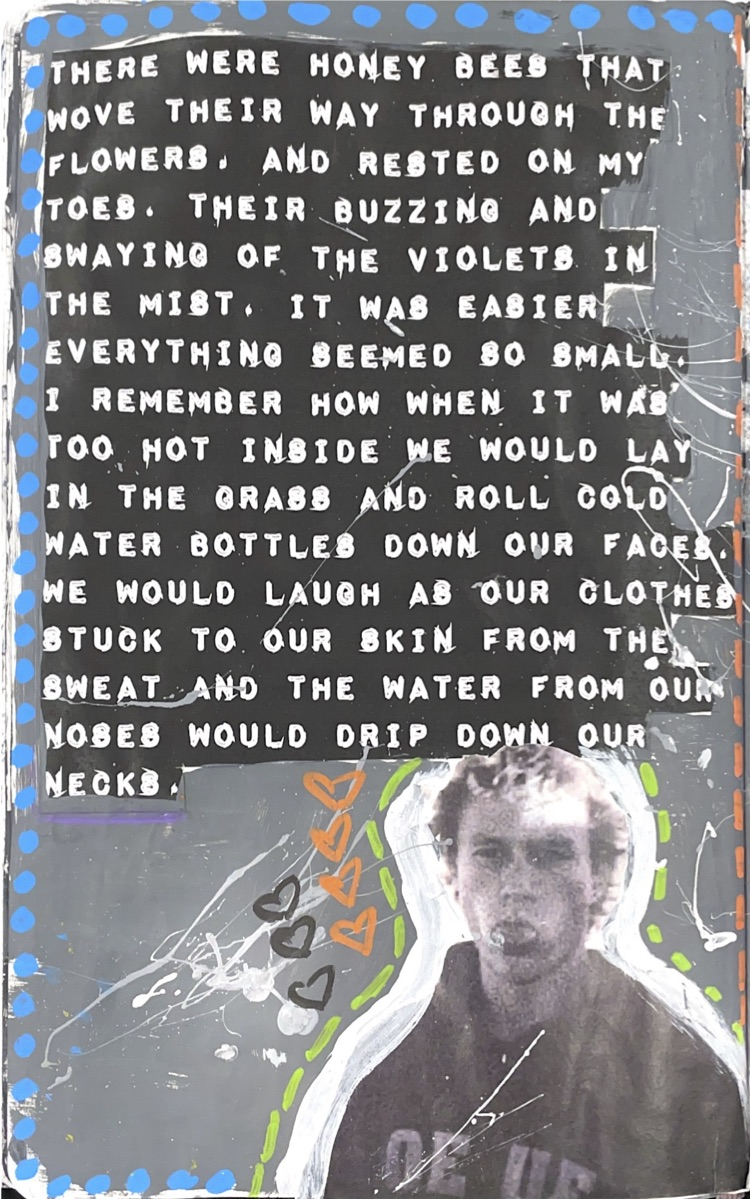 THERE WERE HONEY BEES THAT
WOVE THEIR WAY THROUGH THE
FLOWERS. AND RESTED ON MY
TOES. THEIR BUZZING AND
SWAYING OF THE VIOLETS IN
THE MIST. IT WAS EASIER
EVERYTHING SEEMED SO SMALL.
I REMEMBER HOW WHEN IT WAS
TOO HOT INSIDE WE WOULD LAY
IN THE GRASS AND ROLL COLD
WATER BOTTLES DOWN OUR FACES.
WE WOULD LAUGH AS OUR CLOTHES
STUCK TO OUR SKIN FROM THE
SWEAT AND THE WATER FROM OUR
NOSES WOULD DRIP DOWN OUR
NECKS.